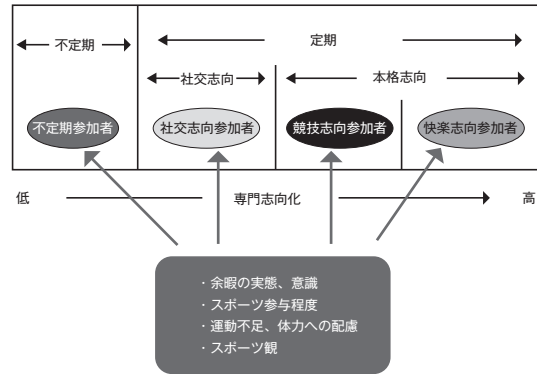 不定期
定期
社交志向
本格志向
不定期参加者
社交志向参加者
競技志向参加者
快楽志向参加者
低
専門志向化
高
・余暇の実態、意識
・スポーツ参与程度
・運動不足、体力への配慮
・スポーツ観